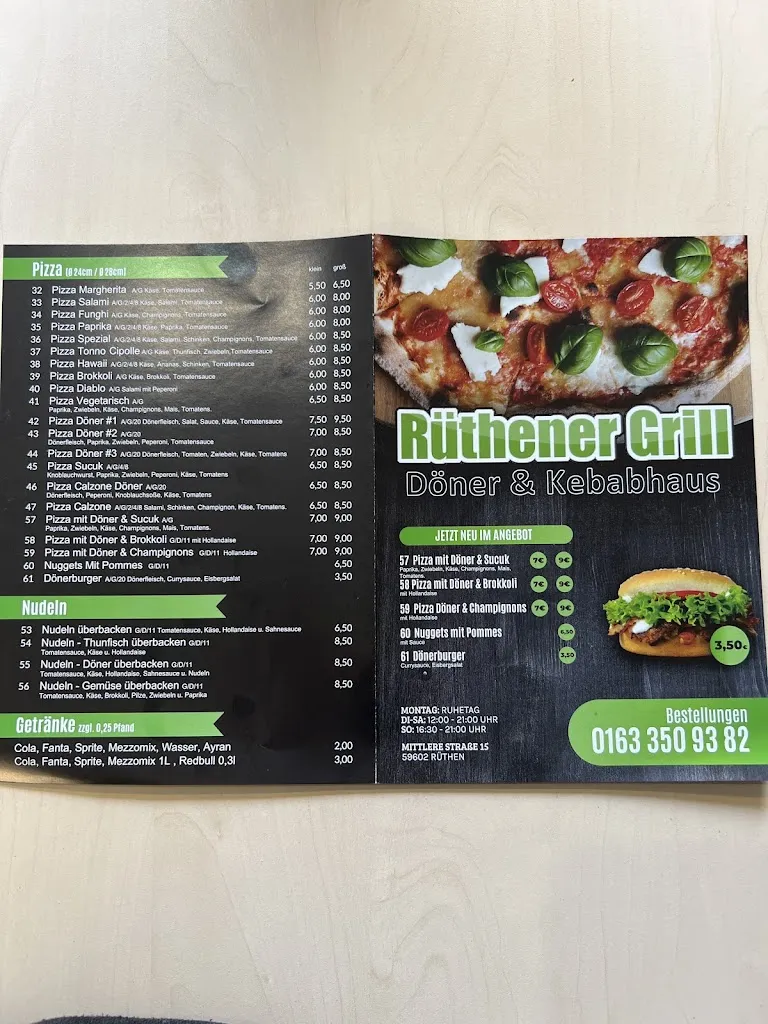 Pizza (Ø 24cm / Ø 28cm) klein groß
32 Pizza Margherita A/G Käse, Tomatensauce 5,50 6,50
33 Pizza Salami A/G/2/4/8 Käse, Salami, Tomatensauce 6,00 8,00
34 Pizza Funghi A/G Käse, Champignons, Tomatensauce 6,00 8,00
35 Pizza Paprika A/G/2/4/8 Käse, Paprika, Tomatensauce 6,00 8,00
36 Pizza Spezial A/G/2/4/8 Käse, Salami, Schinken, Champignons, Tomatensauce 6,00 8,50
37 Pizza Tonno Cipolle A/G Käse, Thunfisch, Zwiebeln, Tomatensauce 6,00 8,50
38 Pizza Hawaii A/G/2/4/8 Käse, Ananas, Schinken, Tomatensauce 6,00 8,50
39 Pizza Brokkoli A/G Käse, Brokkoli, Tomatensauce 6,00 8,50
40 Pizza Diablo A/G Salami mit Peperoni 6,00 8,50
41 Pizza Vegetarisch A/G 6,50 8,50
Paprika, Zwiebeln, Käse, Champignons, Mais, Tomatens.
42 Pizza Döner #1 A/G/20 Dönerfleisch, Salat, Sauce, Käse, Tomatensauce 7,50 9,50
43 Pizza Döner #2 A/G/20 7,00 8,50
Dönerfleisch, Paprika, Zwiebeln, Peperoni, Tomatensauce
44 Pizza Döner #3 A/G/20 Dönerfleisch, Tomaten, Zwiebeln, Käse, Tomatens 7,00 8,50
45 Pizza Sucuk A/G/4/8 6,50 8,50
Knoblauchwurst, Paprika, Zwiebeln, Peperoni, Käse, Tomatens
46 Pizza Calzone Döner A/G/20 6,50 8,50
Dönerfleisch, Peperoni, Knoblauchsoße, Käse, Tomatens
47 Pizza Calzone A/G/2/4/8 Salami, Schinken, Champignon, Käse, Tomatens. 6,50 8,50
57 Pizza mit Döner & Sucuk A/G 7,00 9,00
Paprika, Zwiebeln, Käse, Champignons, Mais, Tomatens.
58 Pizza mit Döner & Brokkoli G/D/11 mit Hollandaise 7,00 9,00
59 Pizza mit Döner & Champignons G/D/11 Hollandaise 7,00 9,00
60 Nuggets Mit Pommes G/D/11 6,50
61 Dönerburger A/G/20 Dönerfleisch, Currysauce, Eisbergsalat 3,50
Nudeln
53 Nudeln überbacken G/D/11 Tomatensauce, Käse, Hollandaise u. Sahnesauce 6,50
54 Nudeln - Thunfisch überbacken G/D/11 8,50
Tomatensauce, Käse u. Hollandaise
55 Nudeln - Döner überbacken G/D/11 8,50
Tomatensauce, Käse, Hollandaise, Sahnesauce u. Nudeln
56 Nudeln - Gemüse überbacken G/D/11 8,50
Tomatensauce, Käse, Brokkoli, Pilze, Zwiebeln u. Paprika
Getränke zzgl. 0,25 Pfand
Cola, Fanta, Sprite, Mezzomix, Wasser, Ayran 2,00
Cola, Fanta, Sprite, Mezzomix 1L , Redbull 0,3l 3,00
Rüthener Grill
Döner & Kebabhaus
JETZT NEU IM ANGEBOT
57 Pizza mit Döner & Sucuk 7€ 9€
Paprika, Zwiebeln, Käse, Champignons, Mais,
Tomatens.
58 Pizza mit Döner & Brokkoli 7€ 9€
mit Hollandaise
59 Pizza Döner & Champignons 7€ 9€
mit Hollandaise
60 Nuggets mit Pommes 6,50
mit Sauce
61 Dönerburger 3,50
Currysauce, Eisbergsalat
3,50€
MONTAG: RUHETAG
DI-SA: 12:00 - 21:00 UHR
SO: 16:30 - 21:00 UHR
MITTLERE STRAßE 15
59602 RÜTHEN
Bestellungen
0163 350 93 82